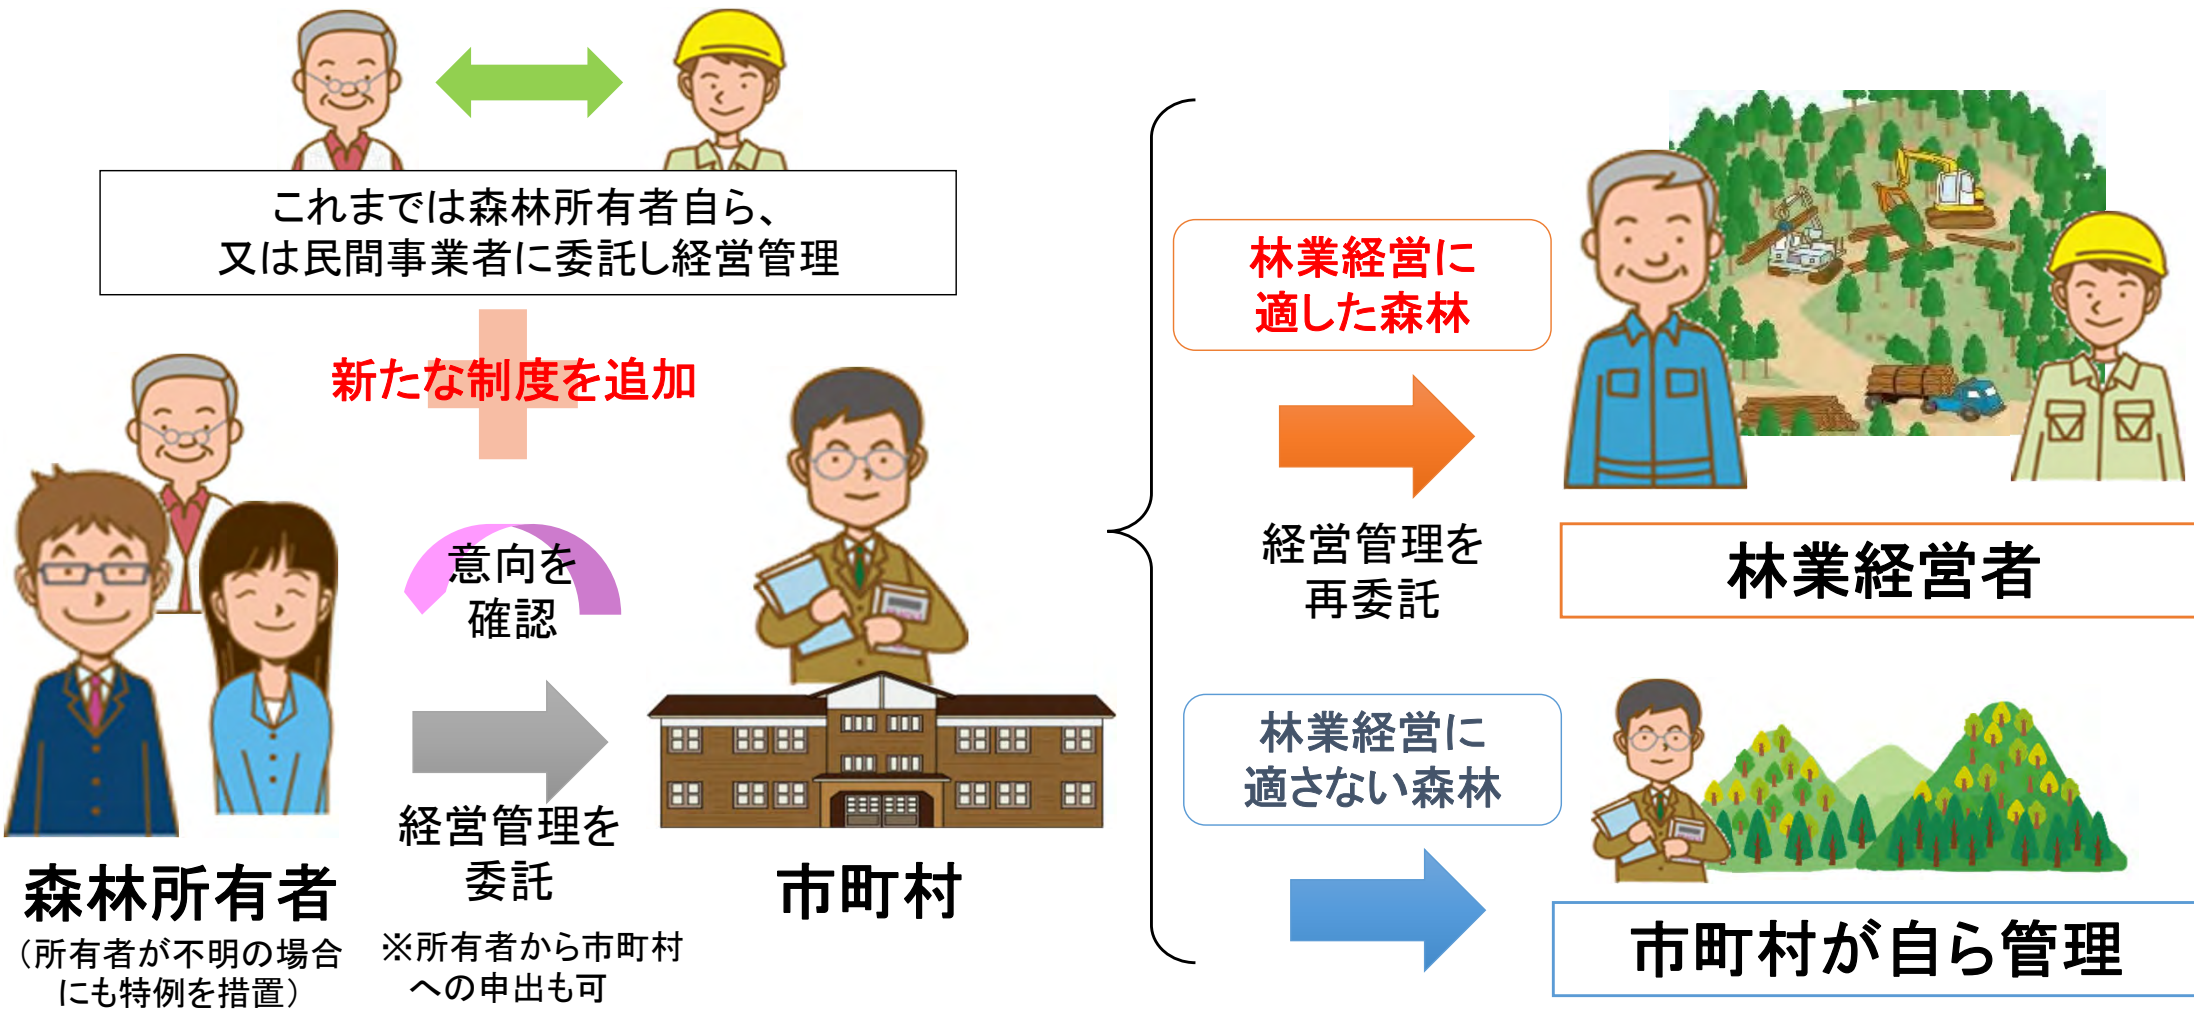 これまでは森林所有者自ら、
又は民間事業者に委託し経営管理
新たな制度を追加
意向を
確認
経営管理を
委託
※所有者から市町村
への申出も可
森林所有者
（所有者が不明の場合
にも特例を措置）
市町村
林業経営に
適した森林
経営管理を
再委託
林業経営者
林業経営に
適さない森林
市町村が自ら管理